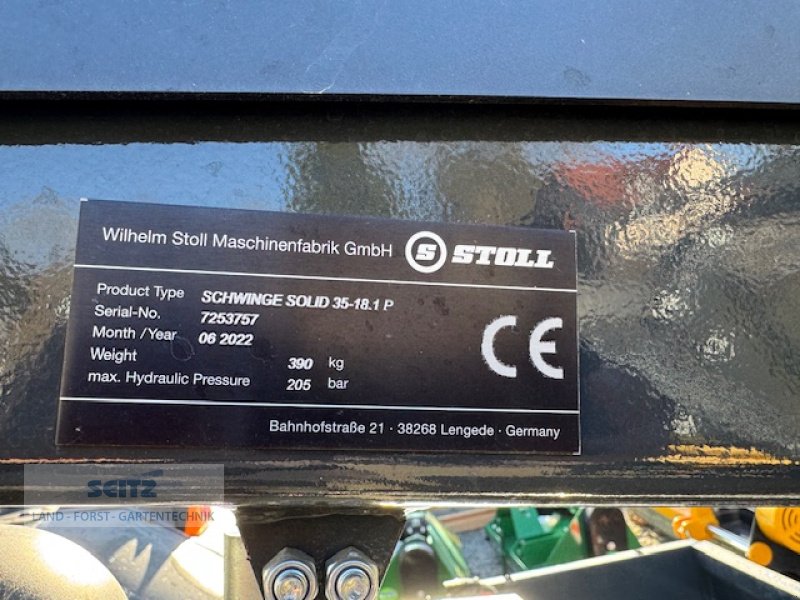 Wilhelm Stoll Maschinenfabrik GmbH S STOLL
Product Type SCHWINGE SOLID 35-18.1 P
Serial-No. 7253757
Month / Year 06 2022
Weight 390 kg
max. Hydraulic Pressure 205 bar
CE
Bahnhofstraße 21 · 38268 Lengede · Germany
SEITZ
LAND - FORST - GARTENTECHNIK